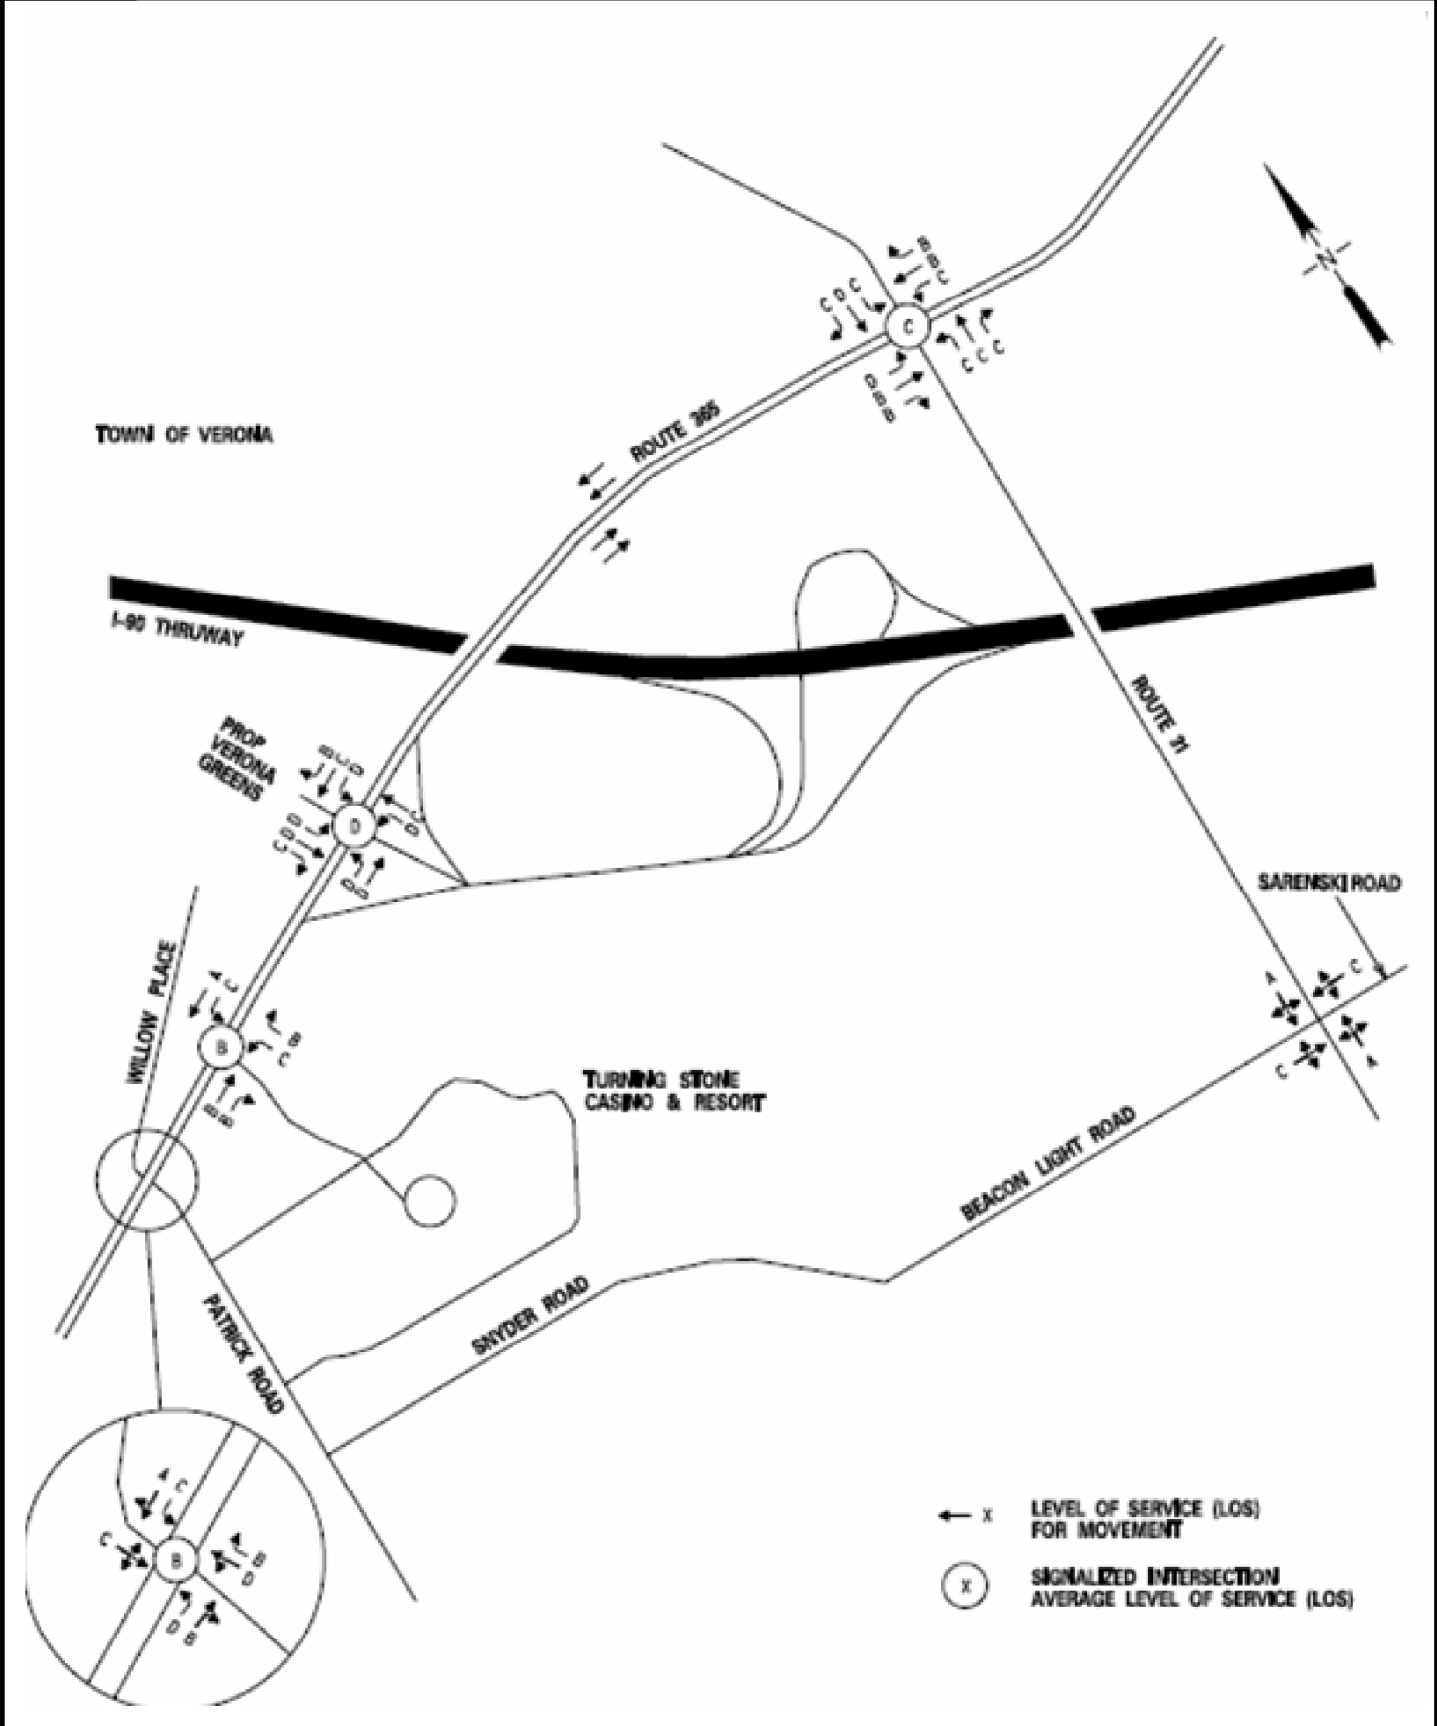 N
B B C
C D C
C
C C C
D B B
ROUTE 365
TOWN OF VERONA
I-90 THRUWAY
ROUTE 31
PROP
VERONA
GREENS
B C D
C
D
D
D
D
C
SARENSKI ROAD
WILLOW PLACE
A C
B
B
C
B B
A
C
C
A
TURNING STONE
CASINO & RESORT
BEACON LIGHT ROAD
SNYDER ROAD
PATRICK ROAD
A C
C
B
B
D
D B
X
LEVEL OF SERVICE (LOS)
FOR MOVEMENT
X
SIGNALIZED INTERSECTION
AVERAGE LEVEL OF SERVICE (LOS)